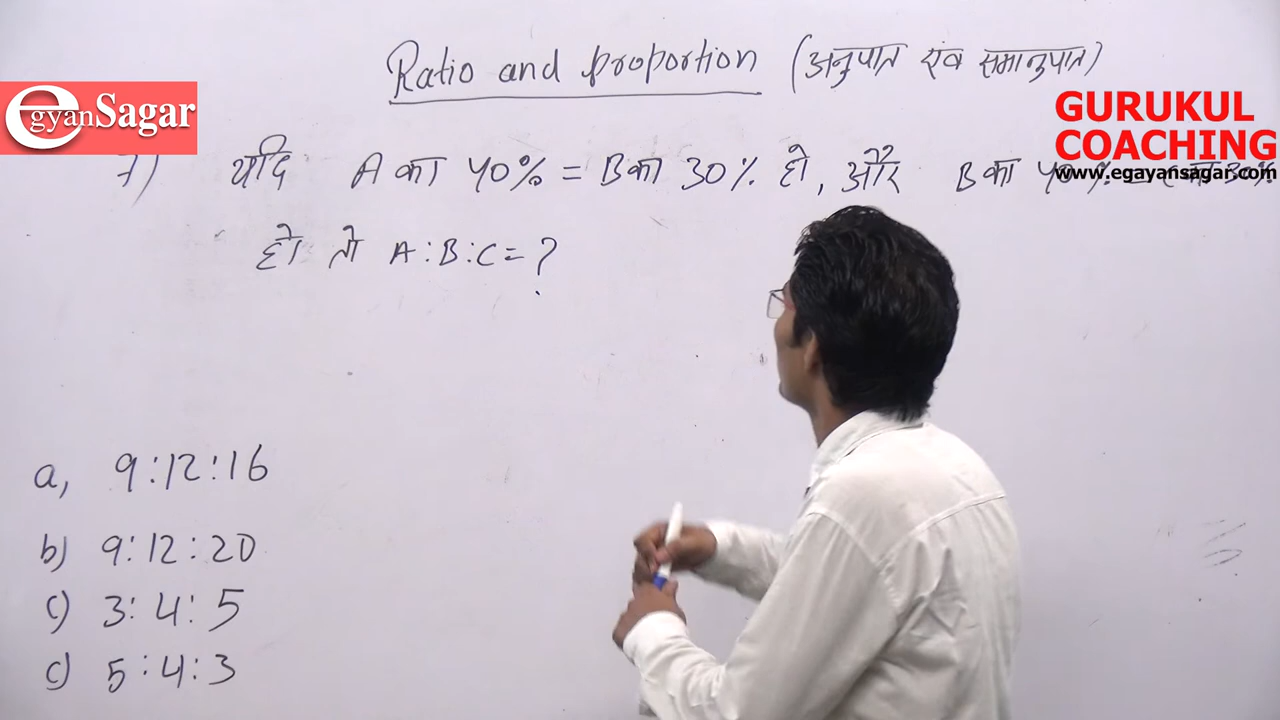 Ratio and proportion (अनुपात एवं समानुपात)
egyanSagar
GURUKUL
COACHING
www.egayansagar.com
7) यदि A का 40% = B का 30% हो, और B का 40% = C का 30%
हो तो A:B:C=?
a, 9:12:16
b) 9:12:20
c) 3:4:5
c) 5:4:3